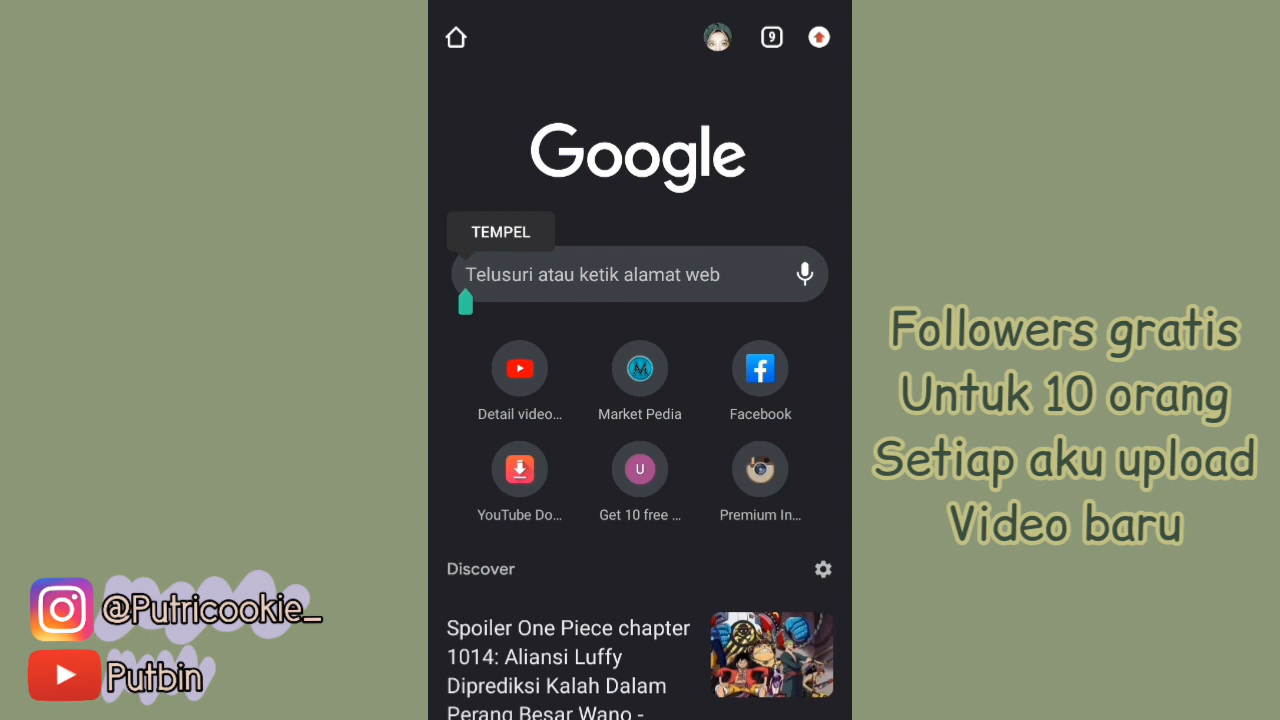 9
Google
TEMPEL
Telusuri atau ketik alamat web
Detail video...
Market Pedia
Facebook
U
YouTube Do...
Get 10 free ...
Premium In...
Discover
Spoiler One Piece chapter
1014: Aliansi Luffy
Diprediksi Kalah Dalam
Perang Besar Wano -
Followers gratis
Untuk 10 orang
Setiap aku upload
Video baru
@Putricookie_
Putbin